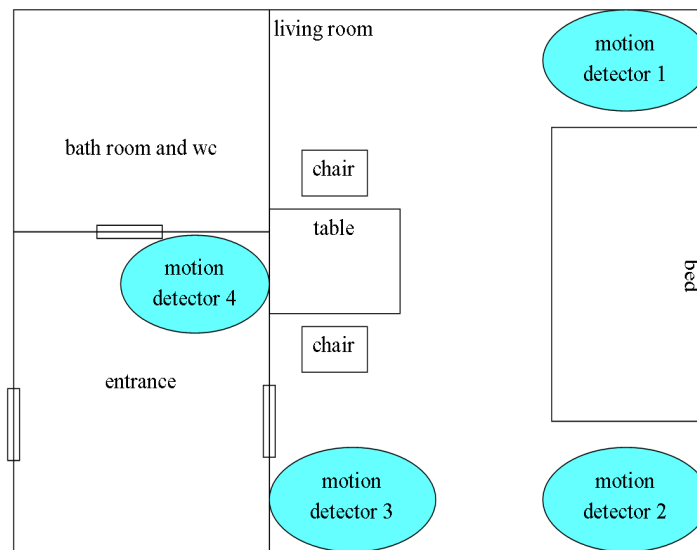 living room
motion
detector 1
bath room and wc
chair
table
bed
motion
detector 4
chair
entrance
motion
detector 3
motion
detector 2